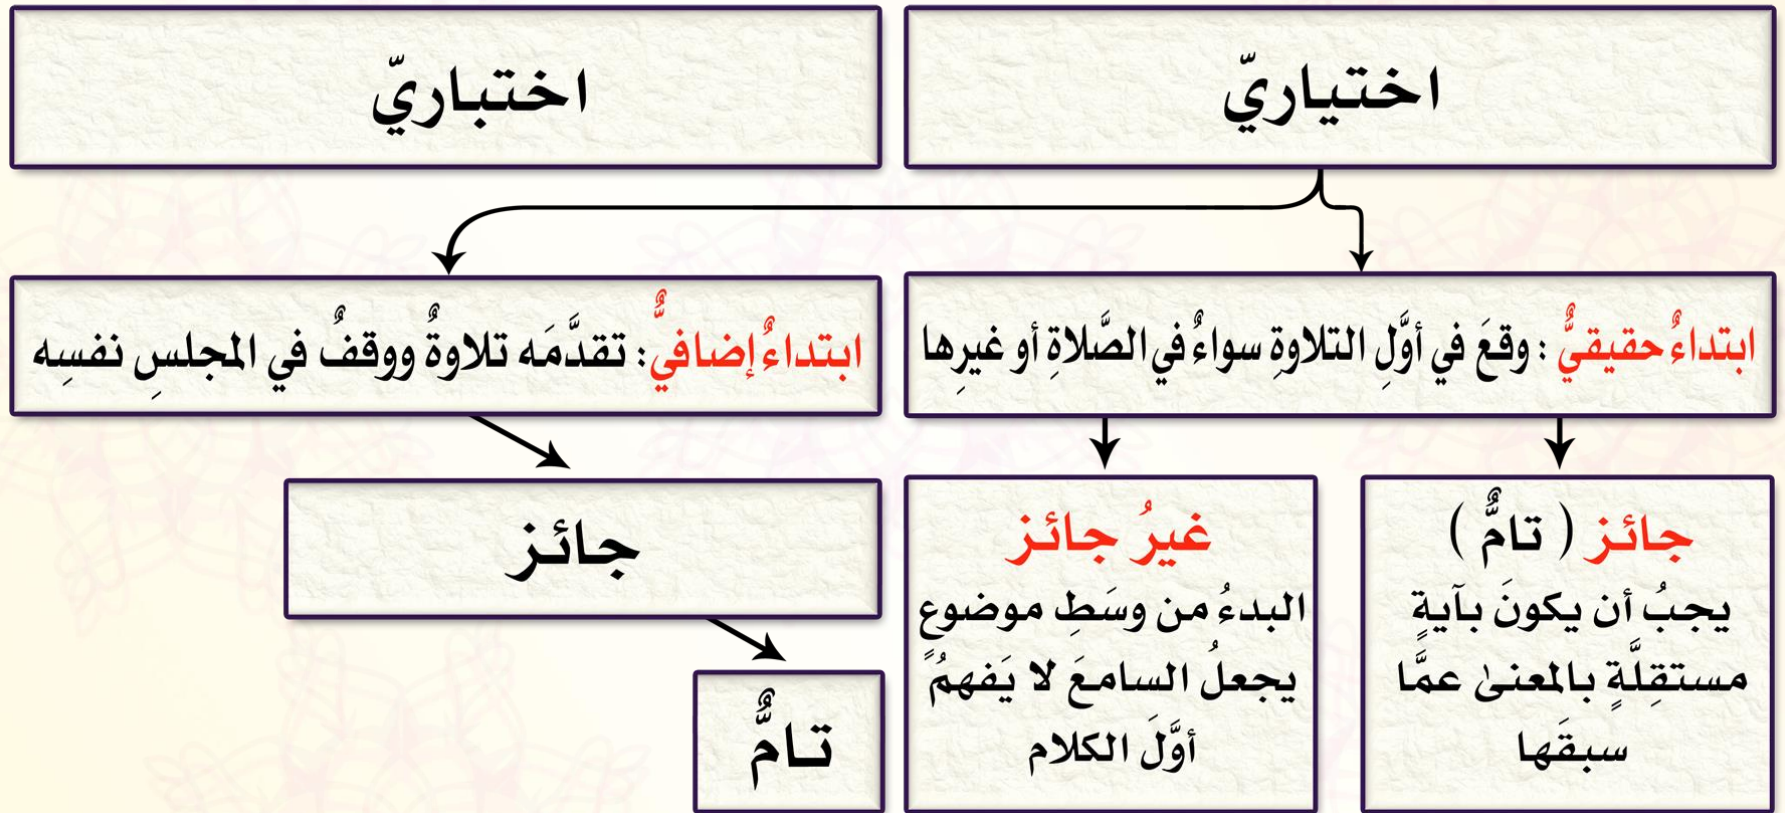 اختياريّ
اختباريّ
ابتداءٌ حقيقيٌّ : وقعَ في أوَّلِ التلاوةِ سواءٌ في الصَّلاةِ أو غيرِها
ابتداءٌ إضافيٌّ : تقدَّمَه تلاوةٌ ووقفٌ في المجلسِ نفسِه
جائز ( تامٌّ )
يجبُ أن يكونَ بآيةٍ
مستقِلَّةٍ بالمعنىٰ عمَّا
سبقَها
غيرُ جائز
البدءُ من وسَطِ موضوعٍ
يجعلُ السامعَ لا يَفهمُ
أوَّلَ الكلام
جائز
تامٌّ